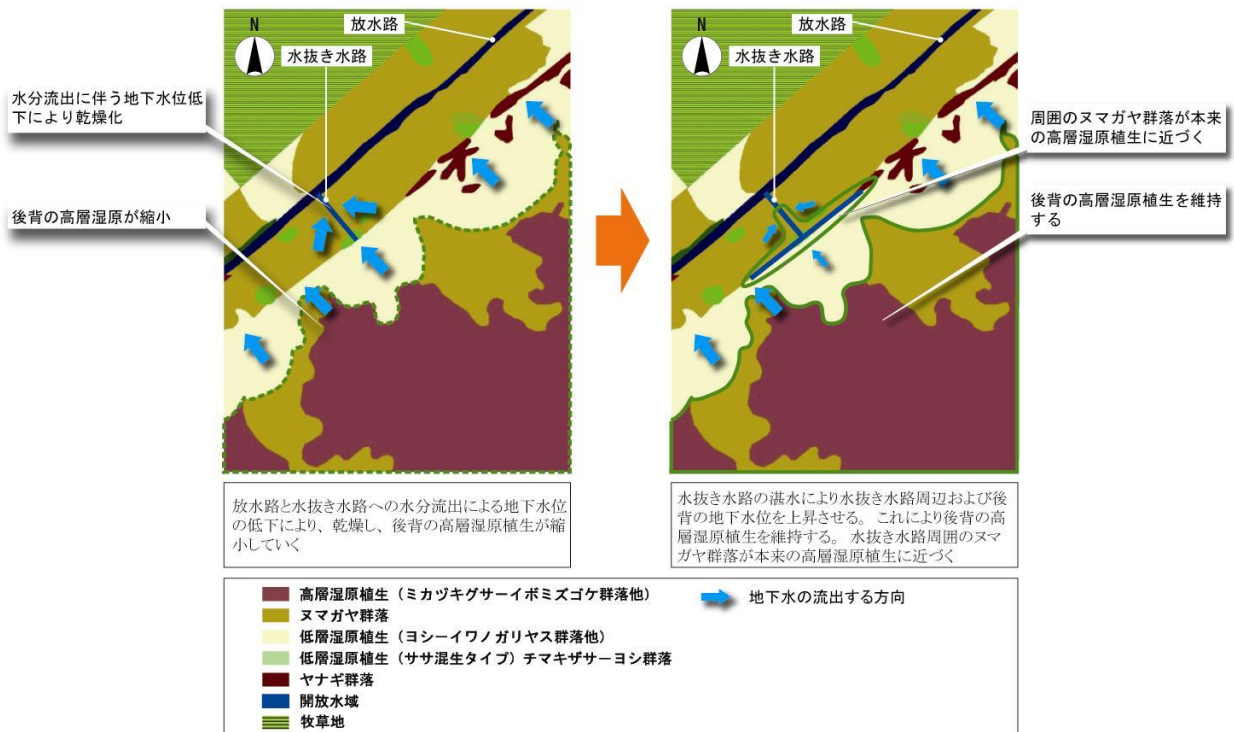 N
放水路
水抜き水路
水分流出に伴う地下水位低
下により乾燥化
後背の高層湿原が縮小
放水路と水抜き水路への水分流出による地下水位
の低下により、乾燥し、後背の高層湿原植生が縮
小していく
N
放水路
水抜き水路
周囲のヌマガヤ群落が本来
の高層湿原植生に近づく
後背の高層湿原植生を維持
する
水抜き水路の湛水により水抜き水路周辺および後
背の地下水位を上昇させる。これにより後背の高
層湿原植生を維持する。水抜き水路周囲のヌマ
ガヤ群落が本来の高層湿原植生に近づく
高層湿原植生（ミカヅキグサーイボミズゴケ群落他）
ヌマガヤ群落
低層湿原植生（ヨシーイワノガリヤス群落他）
低層湿原植生（ササ混生タイプ）チマキザサーヨシ群落
ヤナギ群落
開放水域
牧草地
地下水の流出する方向